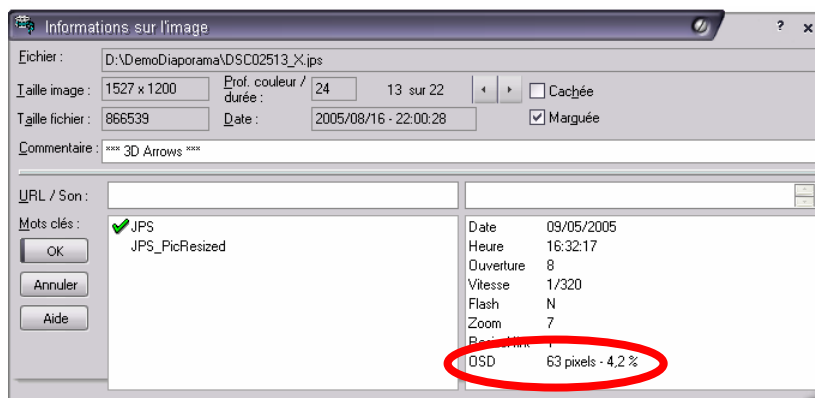 Informations sur l'image ? x
Fichier : D:\DemoDiaporama\DSC02513_X.jps
Taille image : 1527 x 1200 Prof. couleur / durée : 24 13 sur 22 Cachée
Taille fichier : 866539 Date : 2005/08/16 - 22:00:28 Marguée
Commentaire : *** 3D Arrows ***
URL / Son :
Mots clés :
JPS
JPS_PicResized
OK
Annuler
Aide
Date 09/05/2005
Heure 16:32:17
Ouverture 8
Vitesse 1/320
Flash N
Zoom 7
OSD 63 pixels - 4,2 %